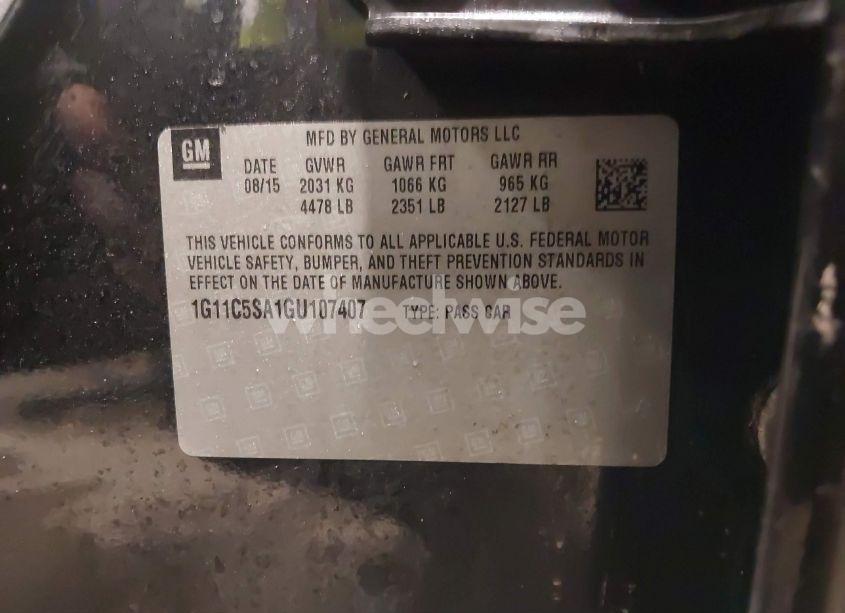 GM
MFD BY GENERAL MOTORS LLC
DATE GVWR GAWR FRT GAWR RR
08/15 2031 KG 1066 KG 965 KG
4478 LB 2351 LB 2127 LB
THIS VEHICLE CONFORMS TO ALL APPLICABLE U.S. FEDERAL MOTOR
VEHICLE SAFETY, BUMPER, AND THEFT PREVENTION STANDARDS IN
EFFECT ON THE DATE OF MANUFACTURE SHOWN ABOVE.
1G11C5SA1GU107407 TYPE: PASS CAR
wheelwise